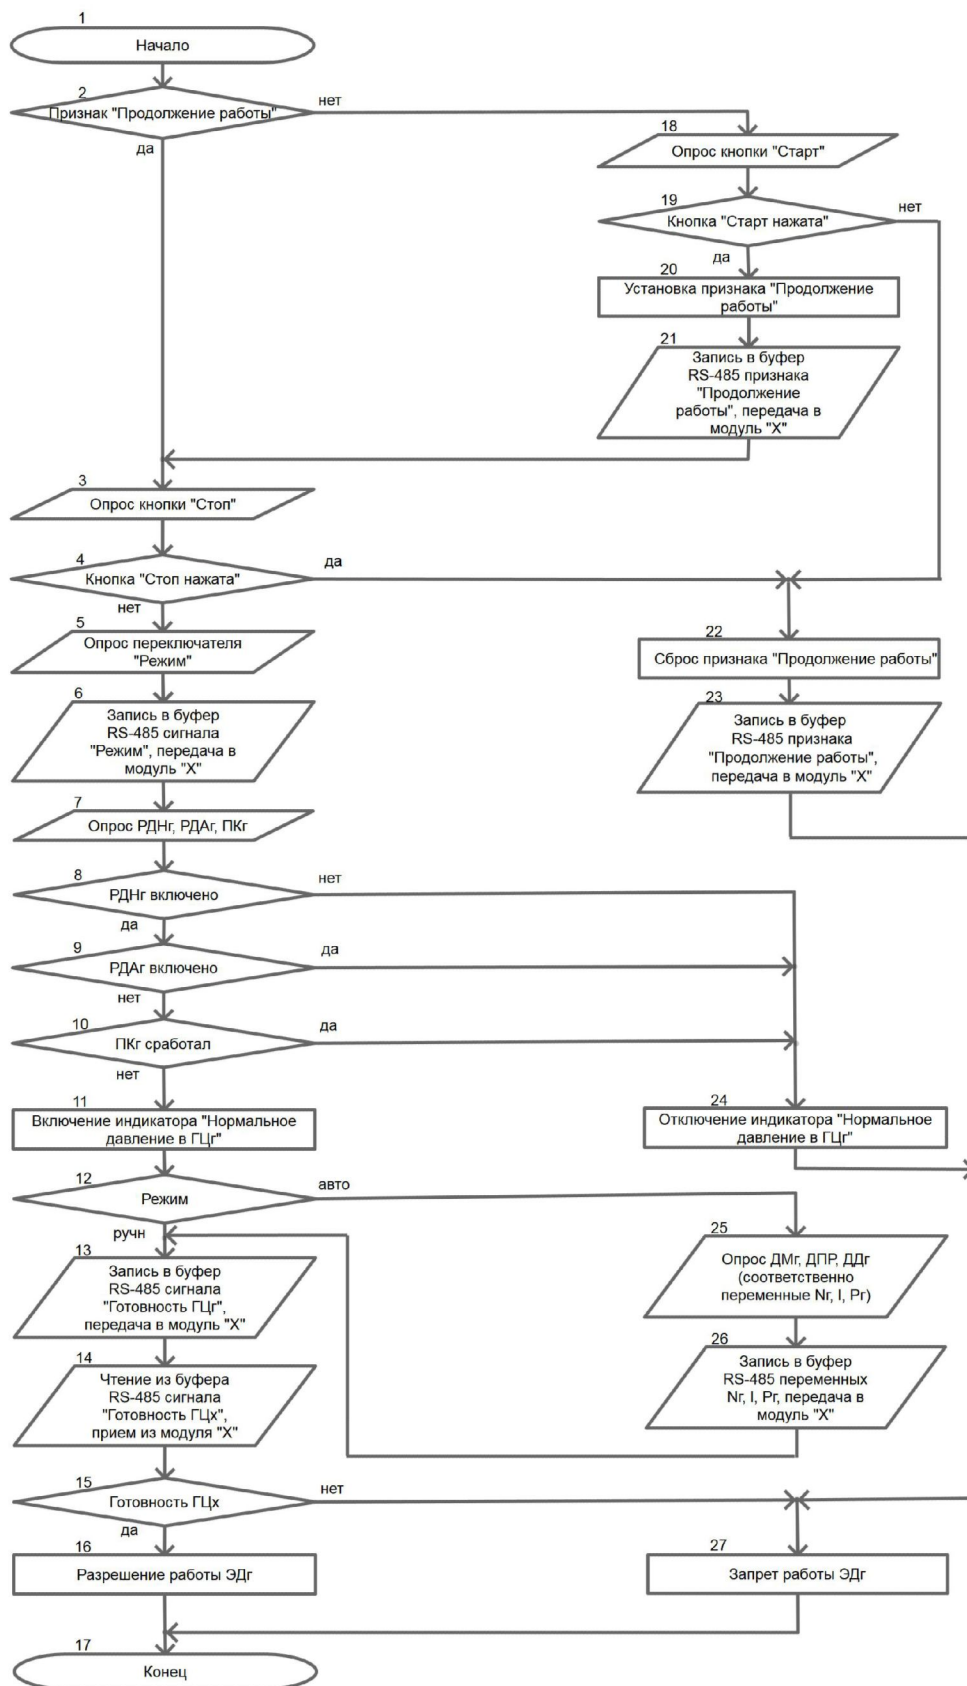 1
Начало
2
Признак "Продолжение работы"
нет
да
18
Опрос кнопки "Старт"
19
Кнопка "Старт нажата"
нет
да
20
Установка признака "Продолжение
работы"
21
Запись в буфер
RS-485 признака
"Продолжение
работы", передача в
модуль "X"
3
Опрос кнопки "Стоп"
4
Кнопка "Стоп нажата"
да
нет
5
Опрос переключателя
"Режим"
6
Запись в буфер
RS-485 сигнала
"Режим", передача в
модуль "X"
22
Сброс признака "Продолжение работы"
23
Запись в буфер
RS-485 признака
"Продолжение работы",
передача в модуль "X"
7
Опрос РДНг, РДАг, ПКг
8
РДНг включено
нет
да
9
РДАг включено
да
нет
10
ПКг сработал
да
нет
11
Включение индикатора "Нормальное
давление в ГЦг"
24
Отключение индикатора "Нормальное
давление в ГЦг"
12
Режим
авто
ручн
13
Запись в буфер
RS-485 сигнала
"Готовность ГЦг",
передача в модуль "X"
25
Опрос ДМг, ДПР, ДДг
(соответственно
переменные Nг, I, Pг)
14
Чтение из буфера
RS-485 сигнала
"Готовность ГЦх",
прием из модуля "X"
26
Запись в буфер
RS-485 переменных
Nг, I, Pг, передача в
модуль "X"
15
Готовность ГЦх
нет
да
16
Разрешение работы ЭДг
27
Запрет работы ЭДг
17
Конец